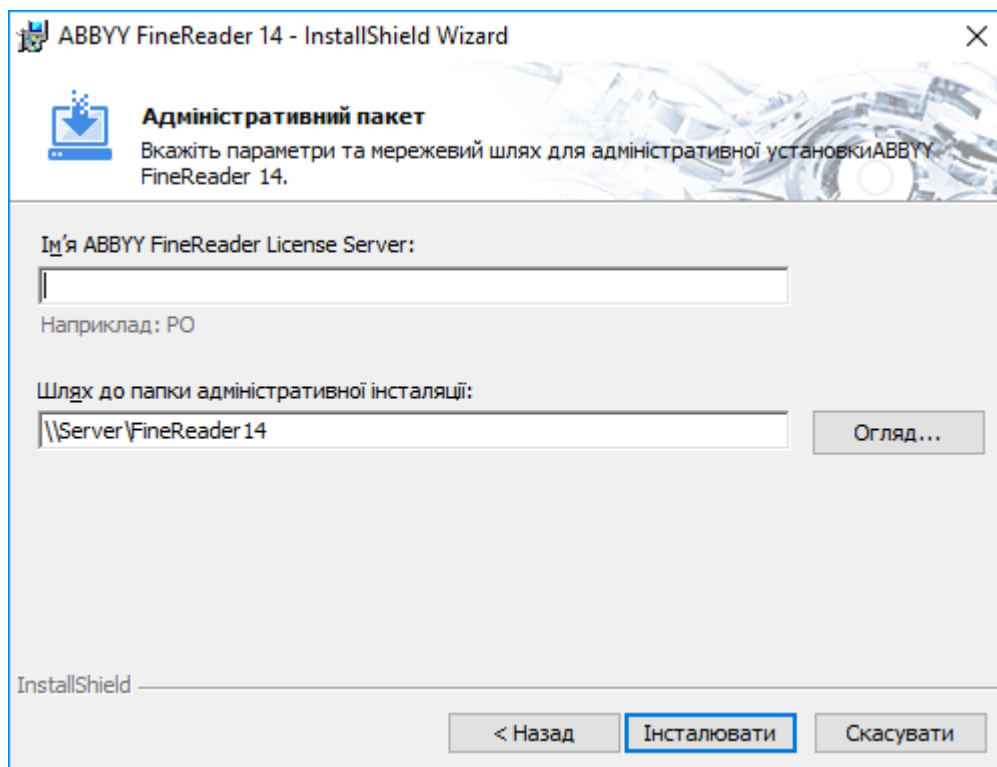 ABBYY FineReader 14 - InstallShield Wizard
Адміністративний пакет
Вкажіть параметри та мережевий шлях для адміністративної установкиABBYY
FineReader 14.
Ім'я ABBYY FineReader License Server:
Наприклад: PO
Шлях до папки адміністративної інсталяції:
\\Server\FineReader14
Огляд...
InstallShield
< Назад
Інсталювати
Скасувати